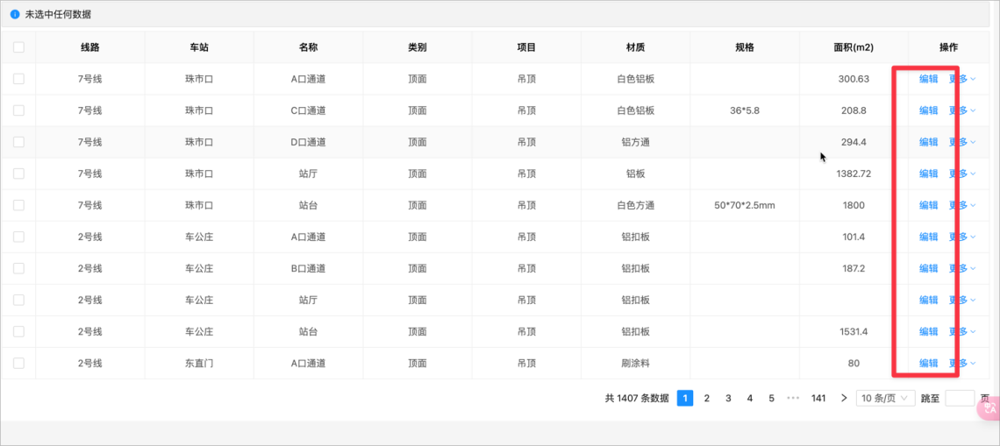 未选中任何数据
线路 车站 名称 类别 项目 材质 规格 面积(m2) 操作
7号线 珠市口 A口通道 顶面 吊顶 白色铝板 300.63 编辑 更多
7号线 珠市口 C口通道 顶面 吊顶 白色铝板 36*5.8 208.8 编辑 更多
7号线 珠市口 D口通道 顶面 吊顶 铝方通 294.4 编辑 更多
7号线 珠市口 站厅 顶面 吊顶 铝板 1382.72 编辑 更多
7号线 珠市口 站台 顶面 吊顶 白色方通 50*70*2.5mm 1800 编辑 更多
2号线 车公庄 A口通道 顶面 吊顶 铝扣板 101.4 编辑 更多
2号线 车公庄 B口通道 顶面 吊顶 铝扣板 187.2 编辑 更多
2号线 车公庄 站厅 顶面 吊顶 铝扣板 编辑 更多
2号线 车公庄 站台 顶面 吊顶 铝扣板 1531.4 编辑 更多
2号线 东直门 A口通道 顶面 吊顶 刷涂料 80 编辑 更多
共 1407 条数据 1 2 3 4 5 ••• 141 > 10 条/页 跳至 页